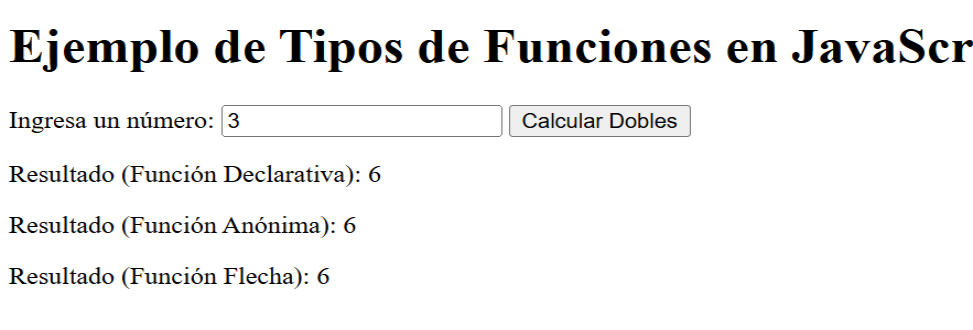 Ejemplo de Tipos de Funciones en JavaScr
Ingresa un número: 3 Calcular Dobles
Resultado (Función Declarativa): 6
Resultado (Función Anónima): 6
Resultado (Función Flecha): 6